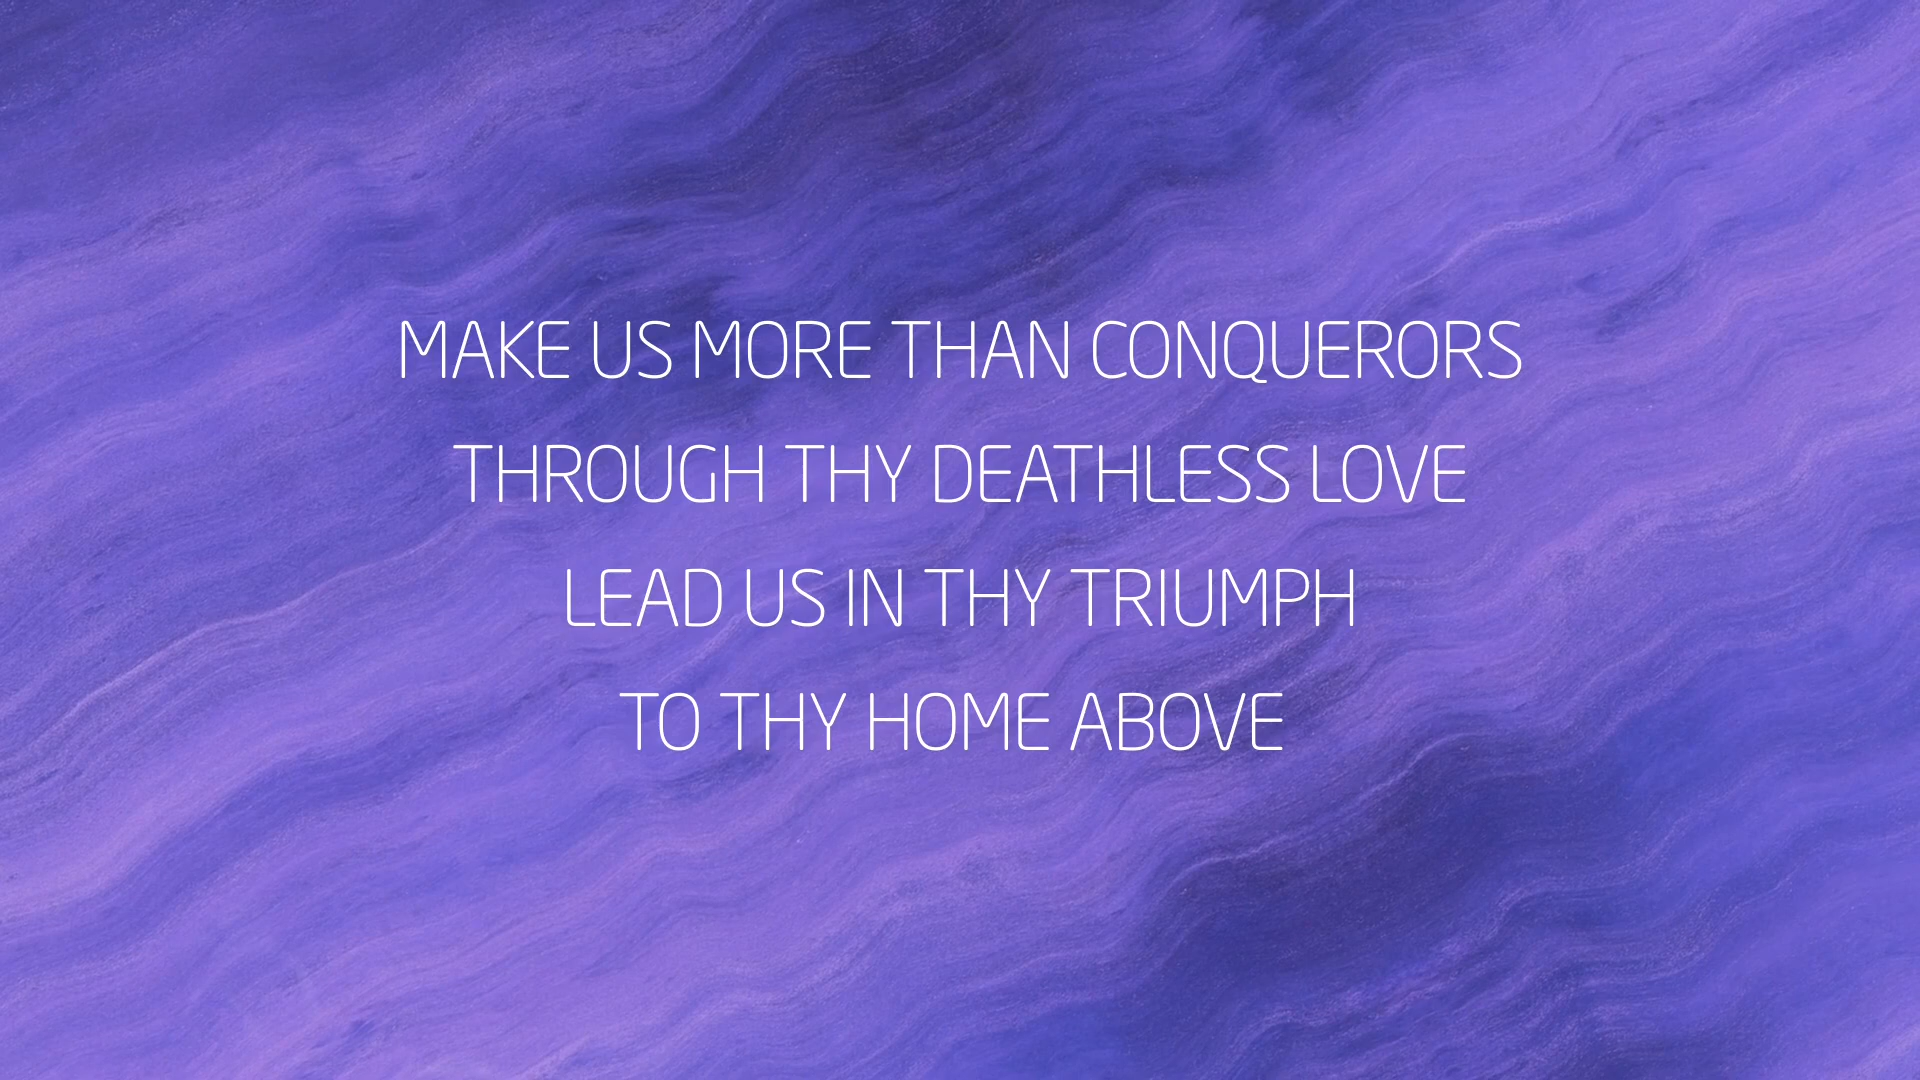 MAKE US MORE THAN CONQUERORS
THROUGH THY DEATHLESS LOVE
LEAD US IN THY TRIUMPH
TO THY HOME ABOVE